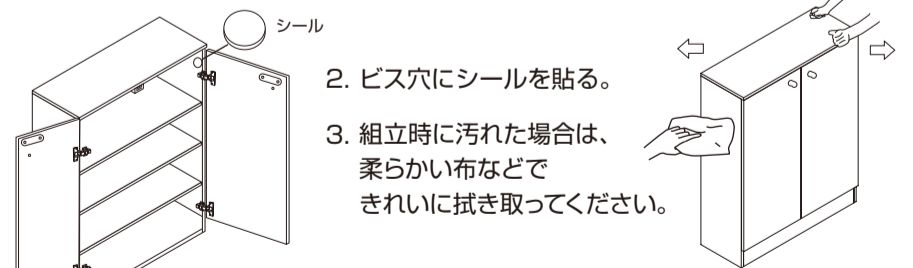 シール
2. ビス穴にシールを貼る。
3. 組立時に汚れた場合は、
柔らかい布などで
きれいに拭き取ってください。